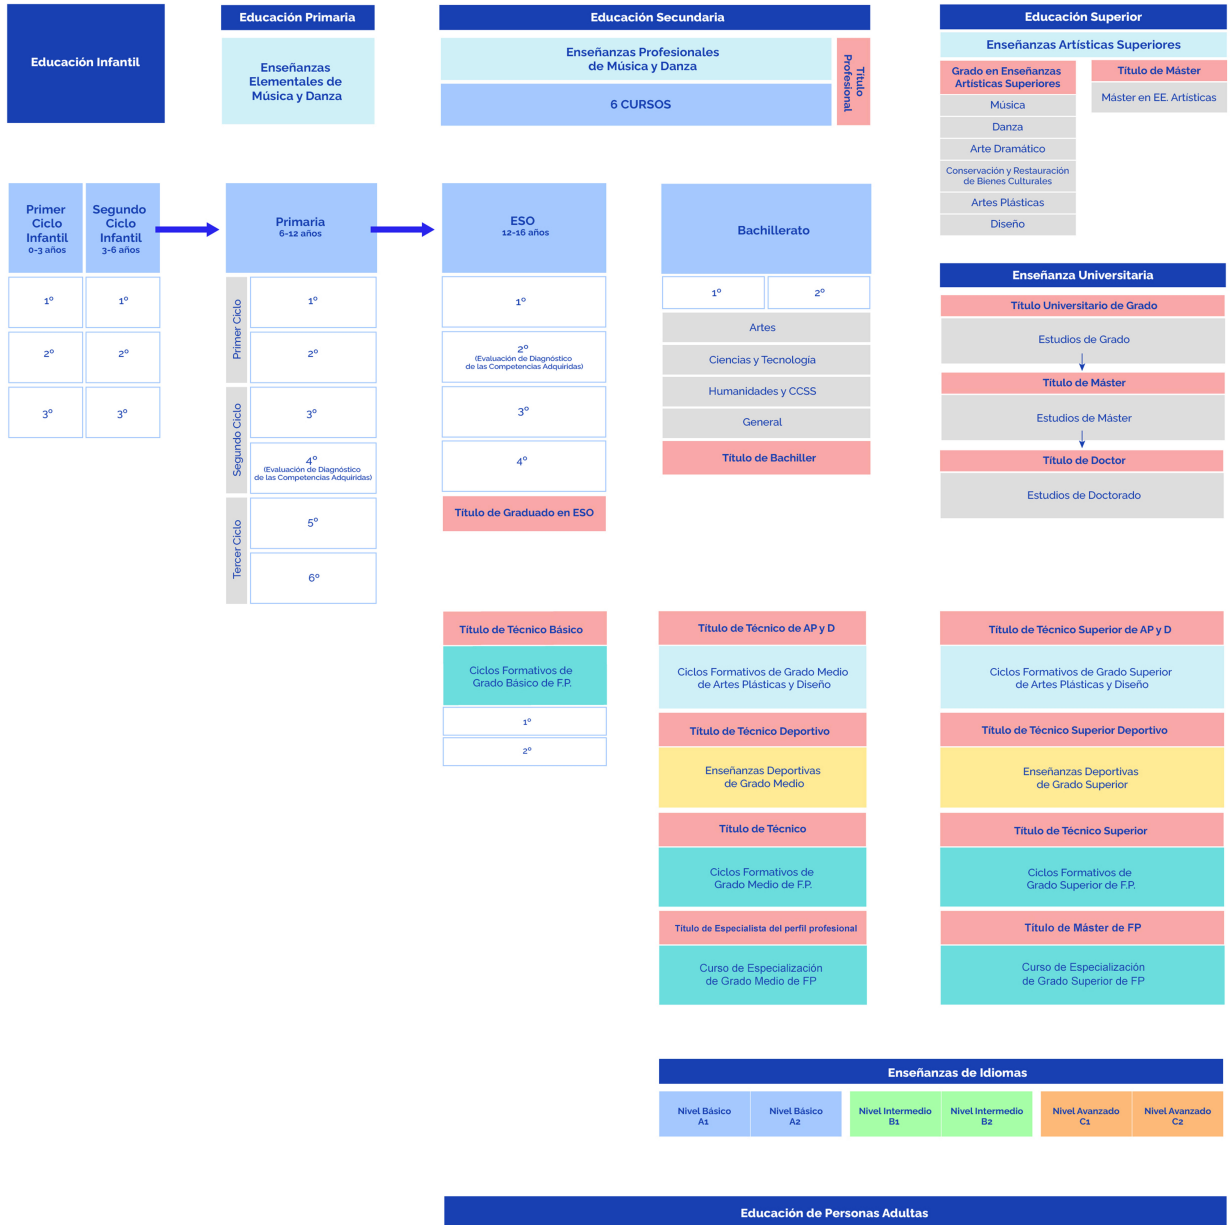 Educación Infantil
Educación Primaria
Enseñanzas
Elementales de
Música y Danza
Educación Secundaria
Enseñanzas Profesionales
de Música y Danza
6 CURSOS
Título
Profesional
Educación Superior
Enseñanzas Artísticas Superiores
Grado en Enseñanzas
Artísticas Superiores
Música
Danza
Arte Dramático
Conservación y Restauración
de Bienes Culturales
Artes Plásticas
Diseño
Título de Máster
Máster en EE. Artísticas
Primer
Ciclo
Infantil
0-3 años
1º
2º
3º
Segundo
Ciclo
Infantil
3-6 años
1º
2º
3º
Primaria
6-12 años
Primer Ciclo
1º
2º
Segundo Ciclo
3º
4º
(Evaluación de Diagnóstico
de las Competencias Adquiridas)
Tercer Ciclo
5º
6º
ESO
12-16 años
1º
2º
(Evaluación de Diagnóstico
de las Competencias Adquiridas)
3º
4º
Título de Graduado en ESO
Bachillerato
1º
2º
Artes
Ciencias y Tecnología
Humanidades y CCSS
General
Título de Bachiller
Enseñanza Universitaria
Título Universitario de Grado
Estudios de Grado
Título de Máster
Estudios de Máster
Título de Doctor
Estudios de Doctorado
Título de Técnico Básico
Ciclos Formativos de
Grado Básico de F.P.
1º
2º
Título de Técnico de AP y D
Ciclos Formativos de Grado Medio
de Artes Plásticas y Diseño
Título de Técnico Deportivo
Enseñanzas Deportivas
de Grado Medio
Título de Técnico
Ciclos Formativos de
Grado Medio de F.P.
Título de Especialista del perfil profesional
Curso de Especialización
de Grado Medio de FP
Título de Técnico Superior de AP y D
Ciclos Formativos de Grado Superior
de Artes Plásticas y Diseño
Título de Técnico Superior Deportivo
Enseñanzas Deportivas
de Grado Superior
Título de Técnico Superior
Ciclos Formativos de
Grado Superior de F.P.
Título de Máster de FP
Curso de Especialización
de Grado Superior de FP
Enseñanzas de Idiomas
Nivel Básico
A1
Nivel Básico
A2
Nivel Intermedio
B1
Nivel Intermedio
B2
Nivel Avanzado
C1
Nivel Avanzado
C2
Educación de Personas Adultas